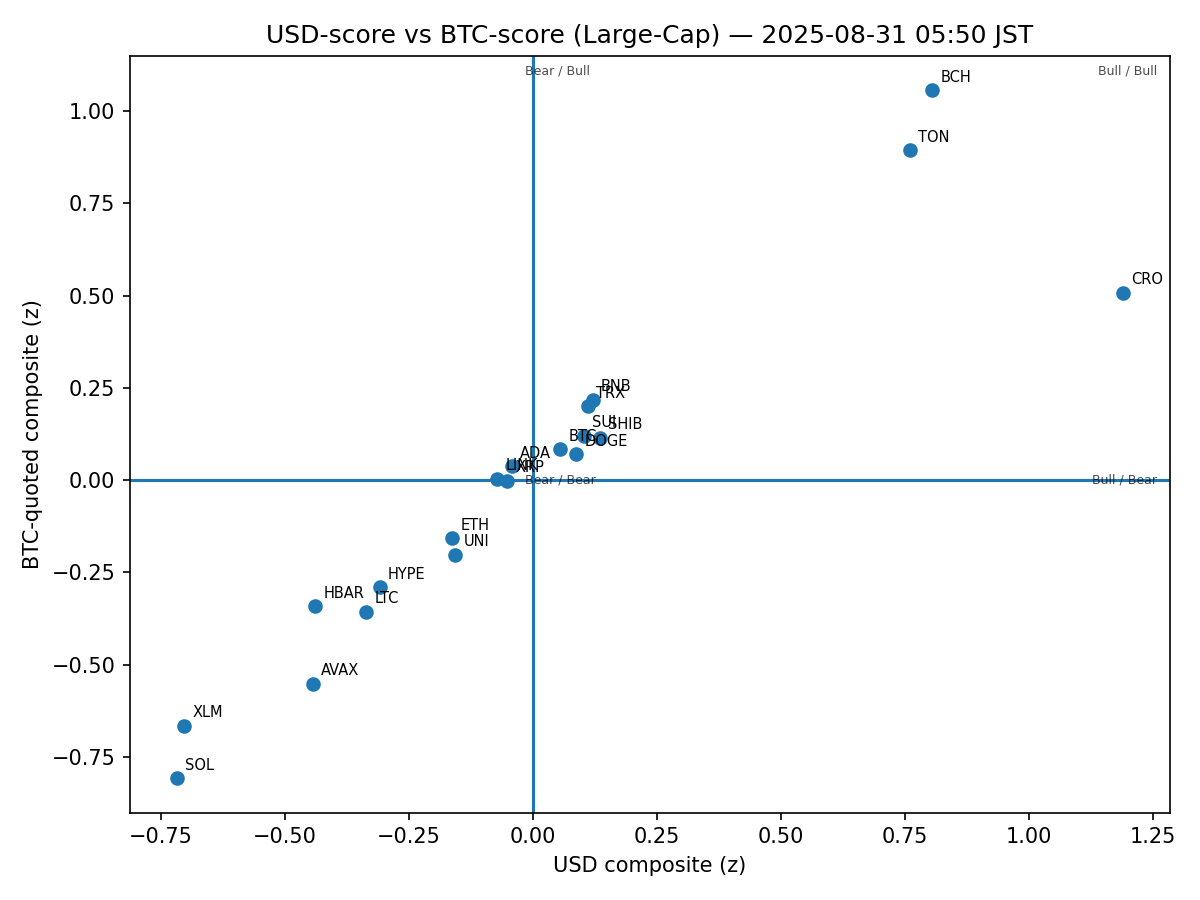 USD-score vs BTC-score (Large-Cap) — 2025-08-31 05:50 JST
Bear / Bull
Bull / Bull
BCH
1.00
TON
0.75
CRO
0.50
BNB
0.25
TRX
SUI
SHIB
BTC
DOGE
ADA
LINK
XRP
0.00
Bear / Bear
Bull / Bear
ETH
UNI
−0.25
HYPE
HBAR
LTC
−0.50
AVAX
XLM
−0.75
SOL
BTC-quoted composite (z)
−0.75
−0.50
−0.25
0.00
0.25
0.50
0.75
1.00
1.25
USD composite (z)